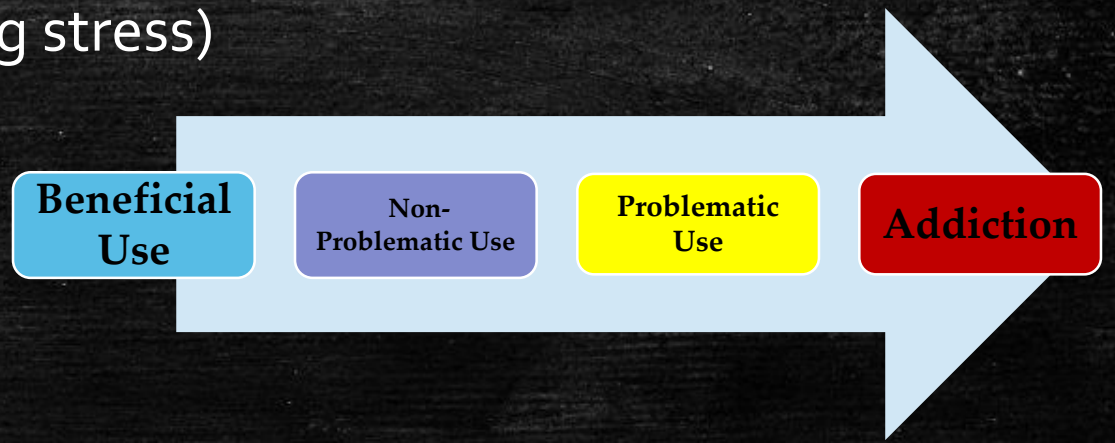 g stress)
Beneficial
Use
Non-
Problematic Use
Problematic
Use
Addiction